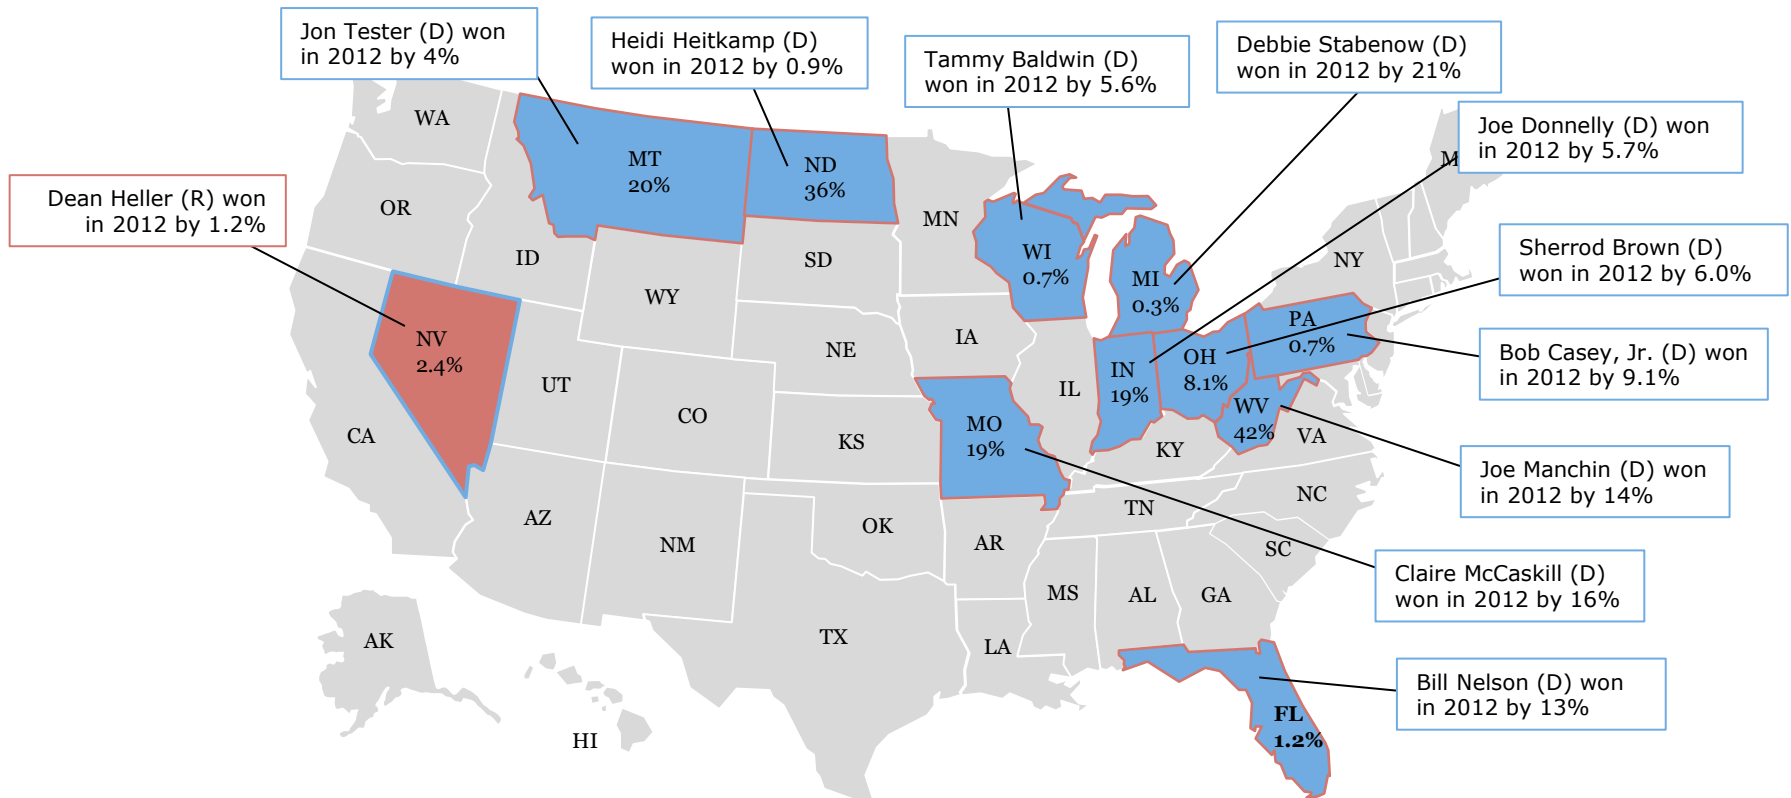 Jon Tester (D) won
in 2012 by 4%
Heidi Heitkamp (D)
won in 2012 by 0.9%
Tammy Baldwin (D)
won in 2012 by 5.6%
Debbie Stabenow (D)
won in 2012 by 21%
Joe Donnelly (D) won
in 2012 by 5.7%
Dean Heller (R) won
in 2012 by 1.2%
Sherrod Brown (D)
won in 2012 by 6.0%
Bob Casey, Jr. (D) won
in 2012 by 9.1%
Joe Manchin (D) won
in 2012 by 14%
Claire McCaskill (D)
won in 2012 by 16%
Bill Nelson (D) won
in 2012 by 13%
WA
MT
20%
ND
36%
M
OR
ID
SD
MN
WI
0.7%
MI
0.3%
NY
WY
NV
2.4%
NE
IA
PA
0.7%
UT
CO
IL
IN
19%
OH
8.1%
WV
42%
CA
KS
MO
19%
KY
VA
AZ
NM
OK
AR
TN
NC
SC
MS
AL
GA
TX
LA
AK
HI
FL
1.2%